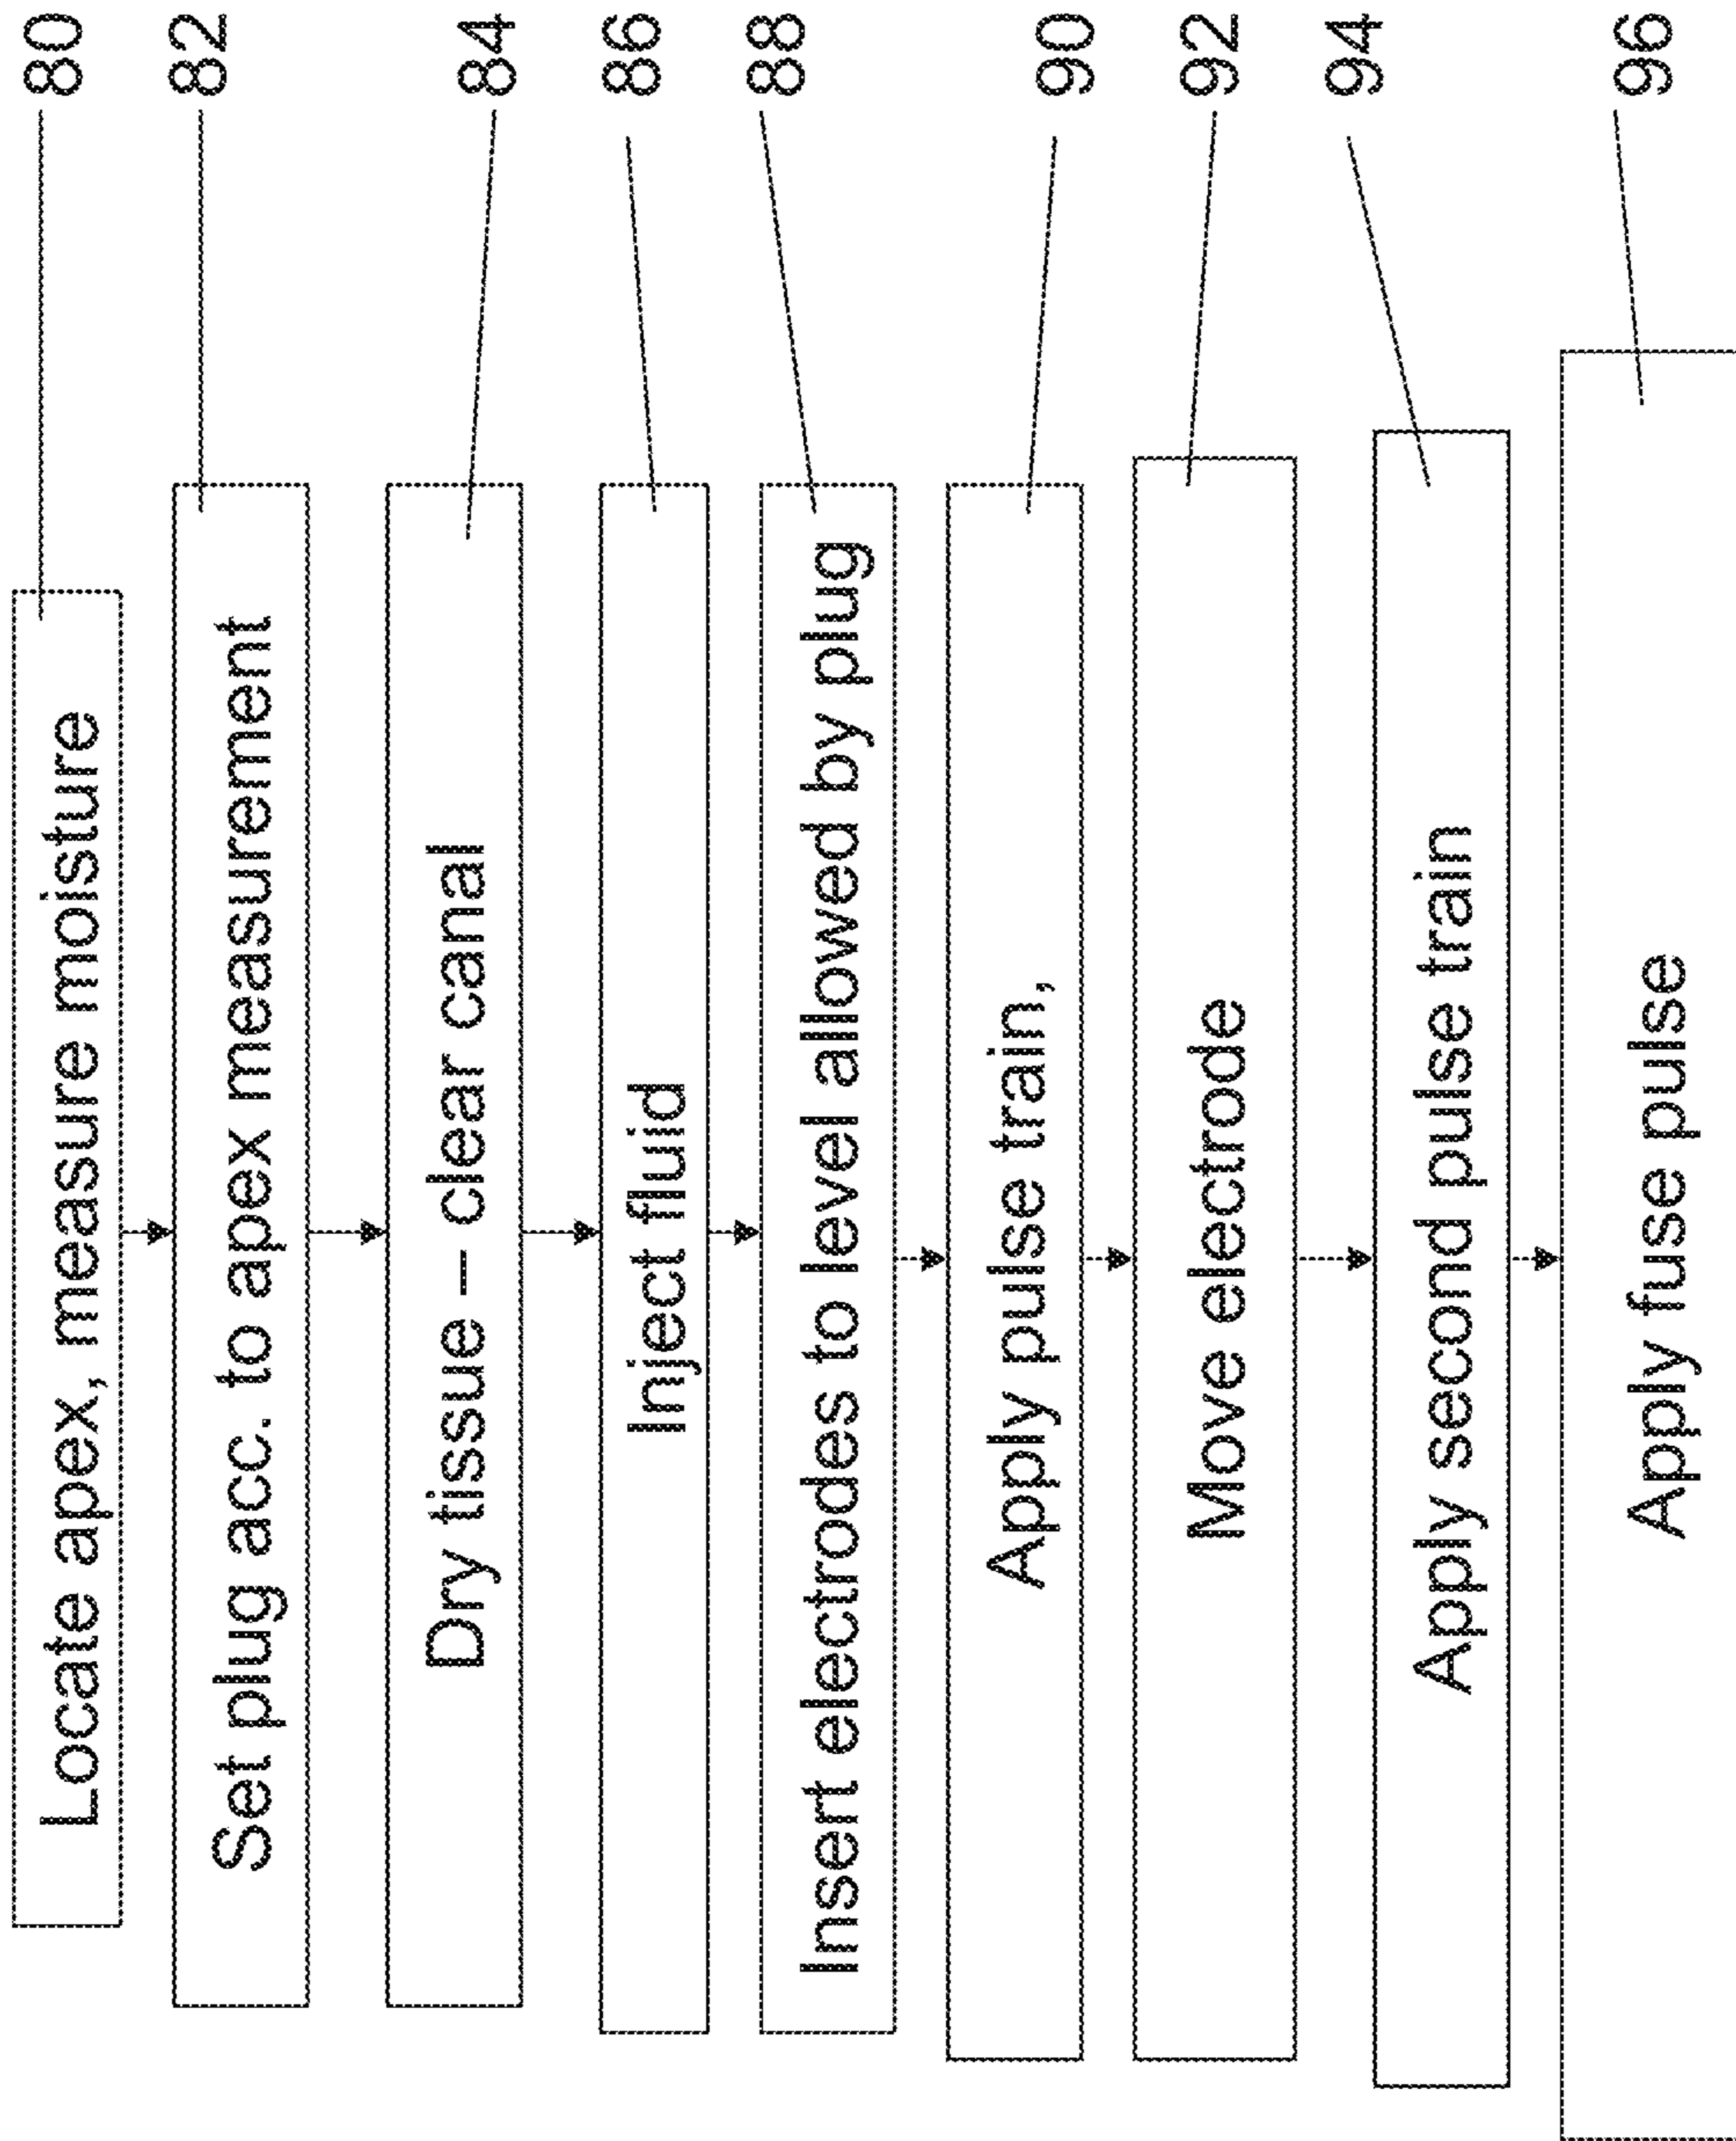 Locate apex, measure moisture 80
Set plug acc. to apex measurement 82
Dry tissue – clear canal 84
Inject fluid 86
Insert electrodes to level allowed by plug 88
Apply pulse train, 90
Move electrode 92
Apply second pulse train 94
Apply fuse pulse 96